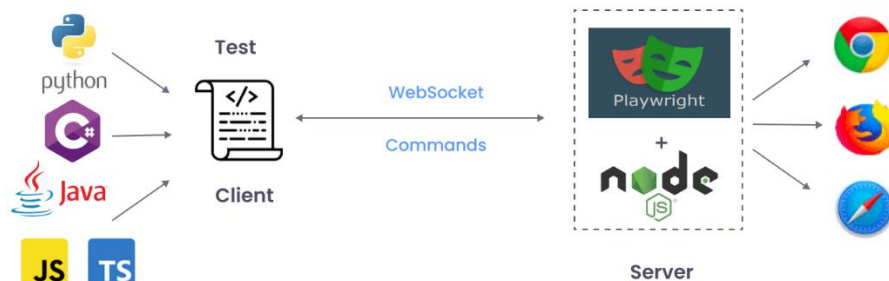 python
C#
Java
JS TS
Test
</>
Client
WebSocket
Commands
Playwright
+
node
JS
Server